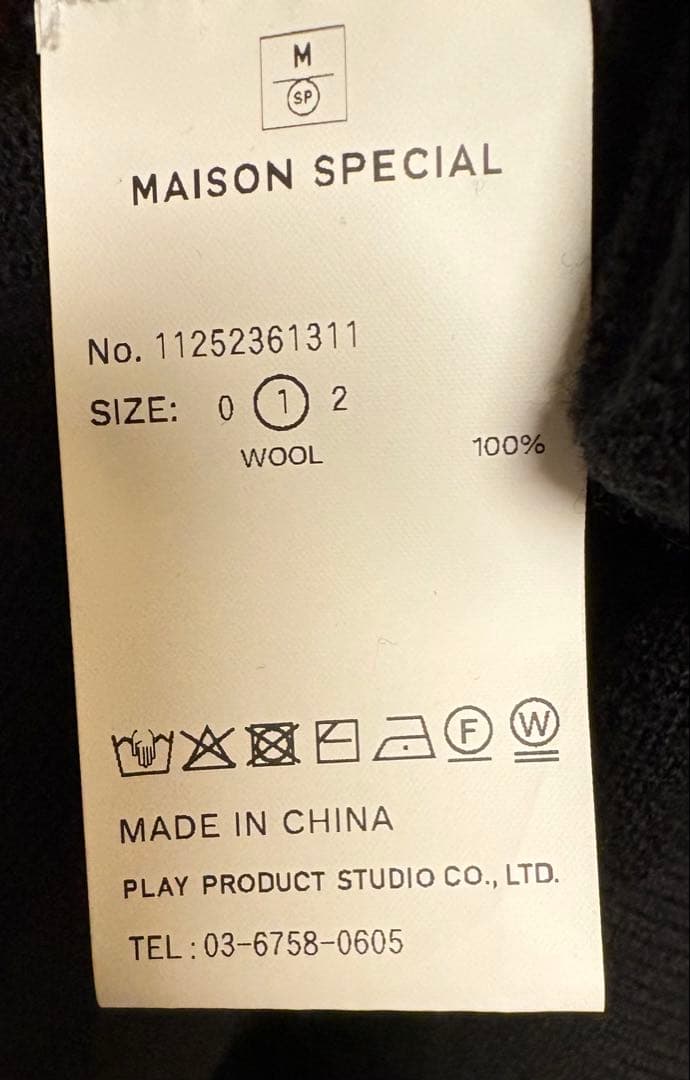 M
SP
MAISON SPECIAL
No. 11252361311
SIZE: 0 1 2
WOOL 100%
F W
MADE IN CHINA
PLAY PRODUCT STUDIO CO., LTD.
TEL : 03-6758-0605